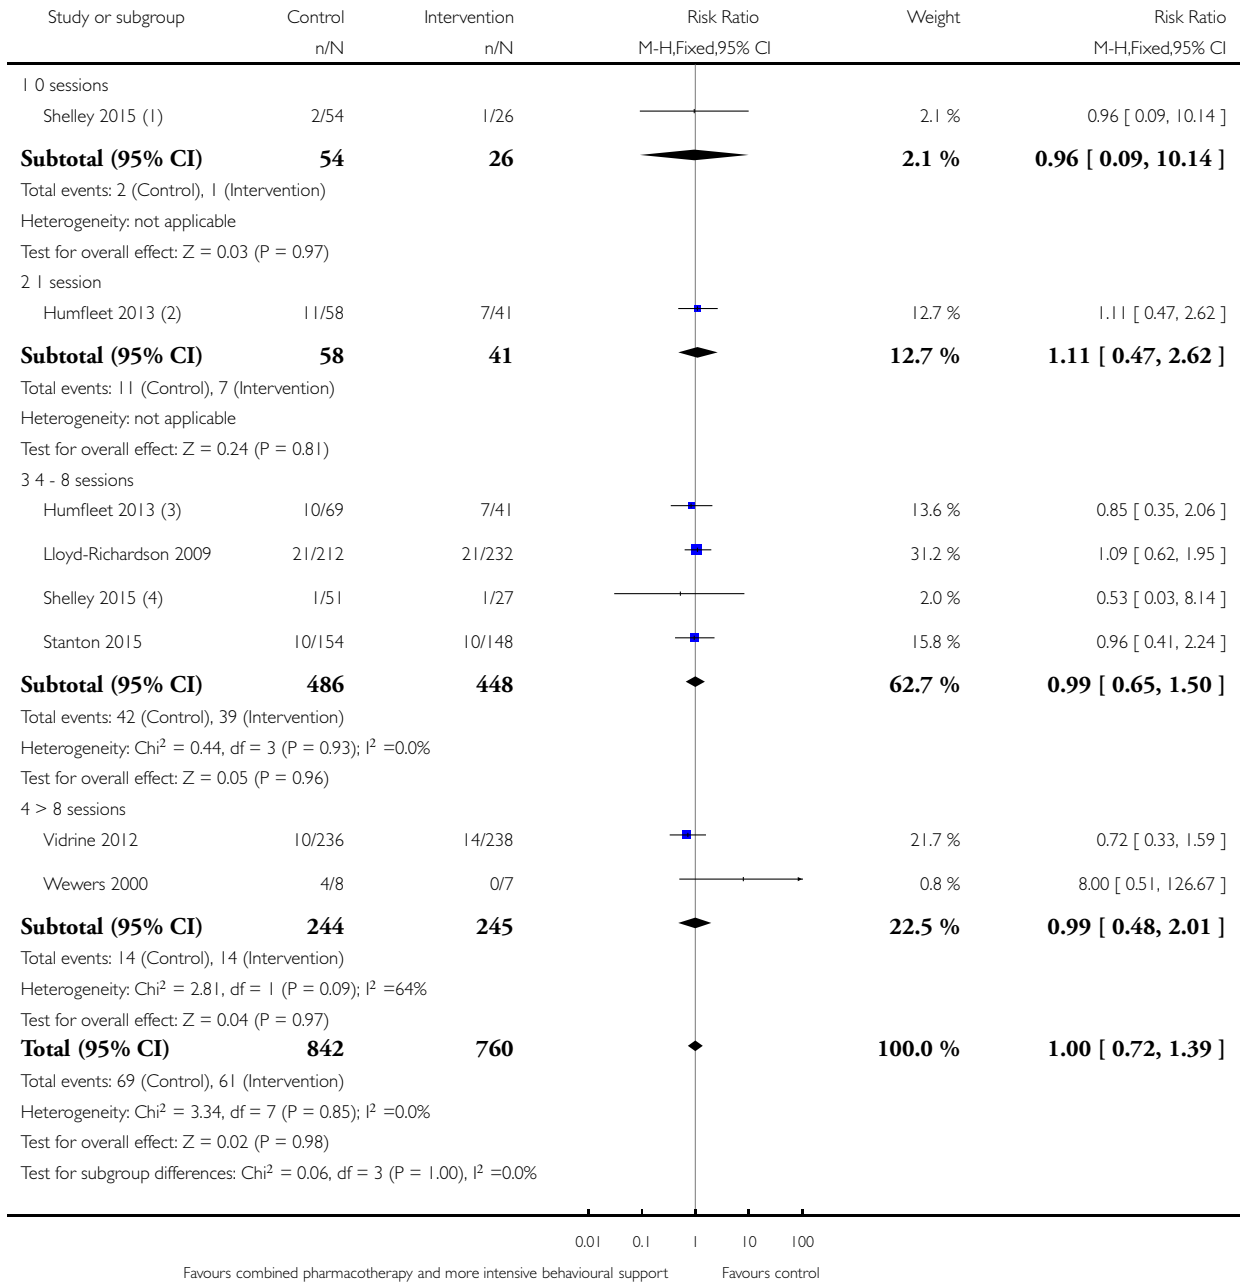 Study or subgroup Control Intervention Risk Ratio Weight Risk Ratio
n/N n/N M-H,Fixed,95% CI M-H,Fixed,95% CI
1 0 sessions
Shelley 2015 (1) 2/54 1/26 2.1 % 0.96 [ 0.09, 10.14 ]
Subtotal (95% CI) 54 26 2.1 % 0.96 [ 0.09, 10.14 ]
Total events: 2 (Control), 1 (Intervention)
Heterogeneity: not applicable
Test for overall effect: Z = 0.03 (P = 0.97)
2 1 session
Humfleet 2013 (2) 11/58 7/41 12.7 % 1.11 [ 0.47, 2.62 ]
Subtotal (95% CI) 58 41 12.7 % 1.11 [ 0.47, 2.62 ]
Total events: 11 (Control), 7 (Intervention)
Heterogeneity: not applicable
Test for overall effect: Z = 0.24 (P = 0.81)
3 4 - 8 sessions
Humfleet 2013 (3) 10/69 7/41 13.6 % 0.85 [ 0.35, 2.06 ]
Lloyd-Richardson 2009 21/212 21/232 31.2 % 1.09 [ 0.62, 1.95 ]
Shelley 2015 (4) 1/51 1/27 2.0 % 0.53 [ 0.03, 8.14 ]
Stanton 2015 10/154 10/148 15.8 % 0.96 [ 0.41, 2.24 ]
Subtotal (95% CI) 486 448 62.7 % 0.99 [ 0.65, 1.50 ]
Total events: 42 (Control), 39 (Intervention)
Heterogeneity: Chi² = 0.44, df = 3 (P = 0.93); I² =0.0%
Test for overall effect: Z = 0.05 (P = 0.96)
4 > 8 sessions
Vidrine 2012 10/236 14/238 21.7 % 0.72 [ 0.33, 1.59 ]
Wewers 2000 4/8 0/7 0.8 % 8.00 [ 0.51, 126.67 ]
Subtotal (95% CI) 244 245 22.5 % 0.99 [ 0.48, 2.01 ]
Total events: 14 (Control), 14 (Intervention)
Heterogeneity: Chi² = 2.81, df = 1 (P = 0.09); I² =64%
Test for overall effect: Z = 0.04 (P = 0.97)
Total (95% CI) 842 760 100.0 % 1.00 [ 0.72, 1.39 ]
Total events: 69 (Control), 61 (Intervention)
Heterogeneity: Chi² = 3.34, df = 7 (P = 0.85); I² =0.0%
Test for overall effect: Z = 0.02 (P = 0.98)
Test for subgroup differences: Chi² = 0.06, df = 3 (P = 1.00), I² =0.0%
0.01 0.1 1 10 100
Favours combined pharmacotherapy and more intensive behavioural support Favours control